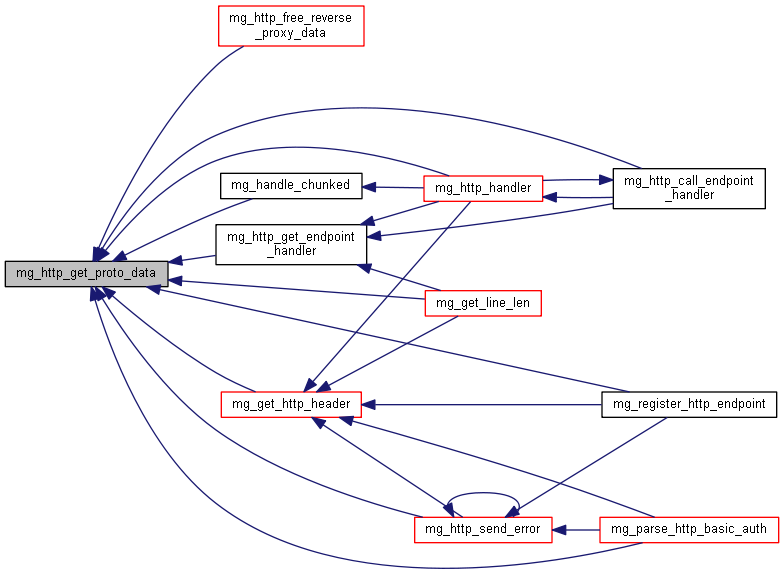 mg_http_free_reverse
_proxy_data
mg_http_call_endpoint
_handler
mg_handle_chunked
mg_http_handler
mg_http_get_endpoint
_handler
mg_http_get_proto_data
mg_get_line_len
mg_get_http_header
mg_register_http_endpoint
mg_http_send_error
mg_parse_http_basic_auth